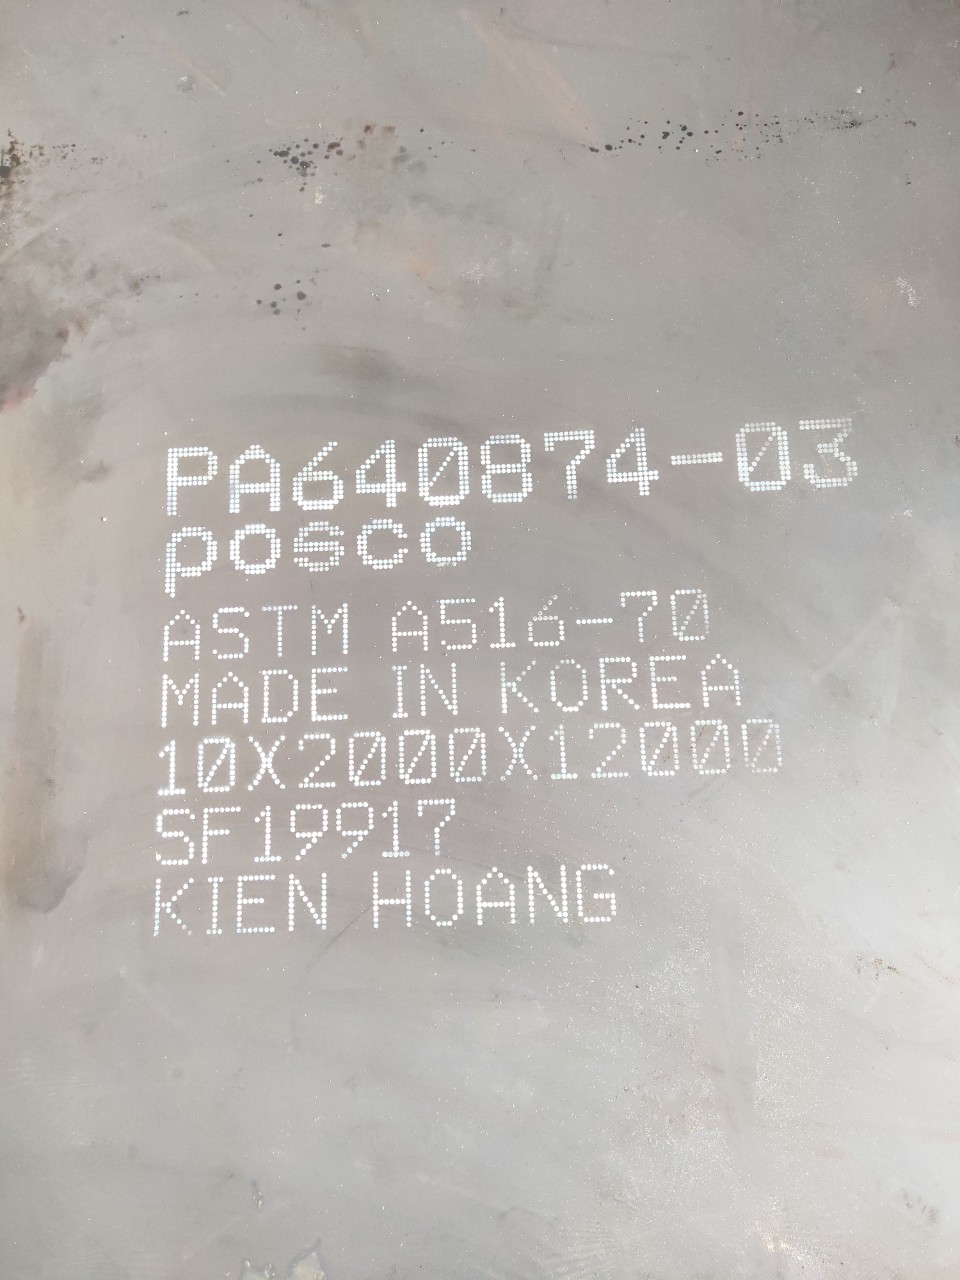 PA640874-03
posco
ASTM A516-70
MADE IN KOREA
10X2000X12000
SF19917
KIEN HOANG